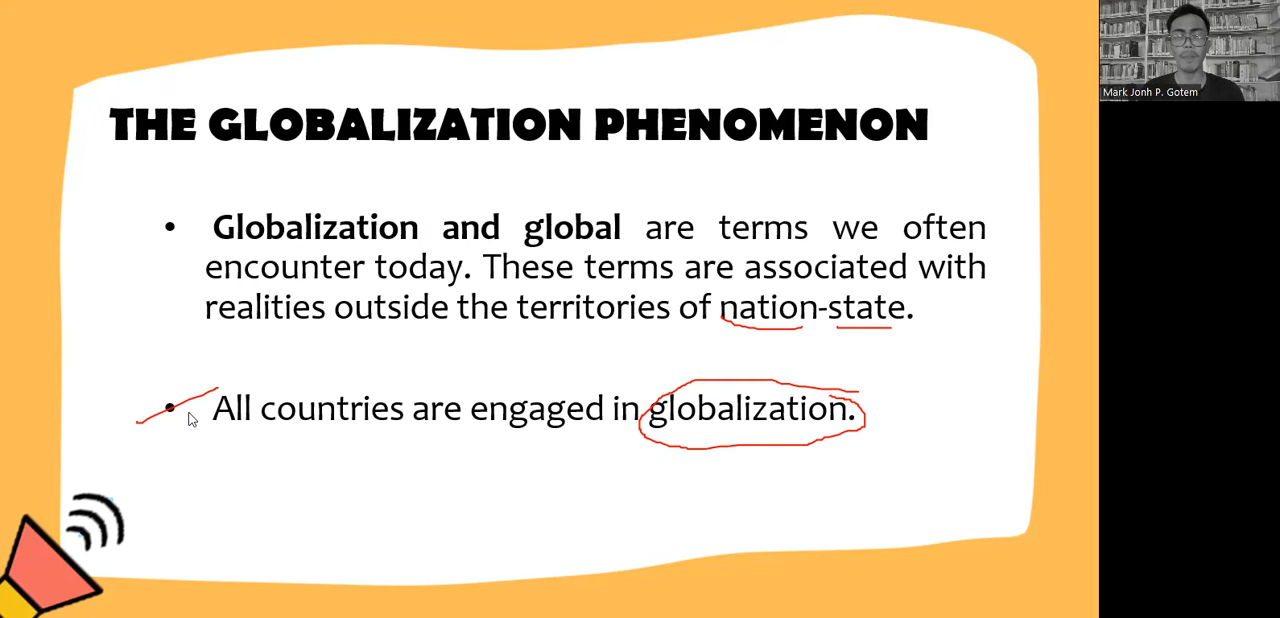 THE GLOBALIZATION PHENOMENON
• Globalization and global are terms we often
encounter today. These terms are associated with
realities outside the territories of nation-state.
• All countries are engaged in globalization.
Mark Jonh P. Gotem